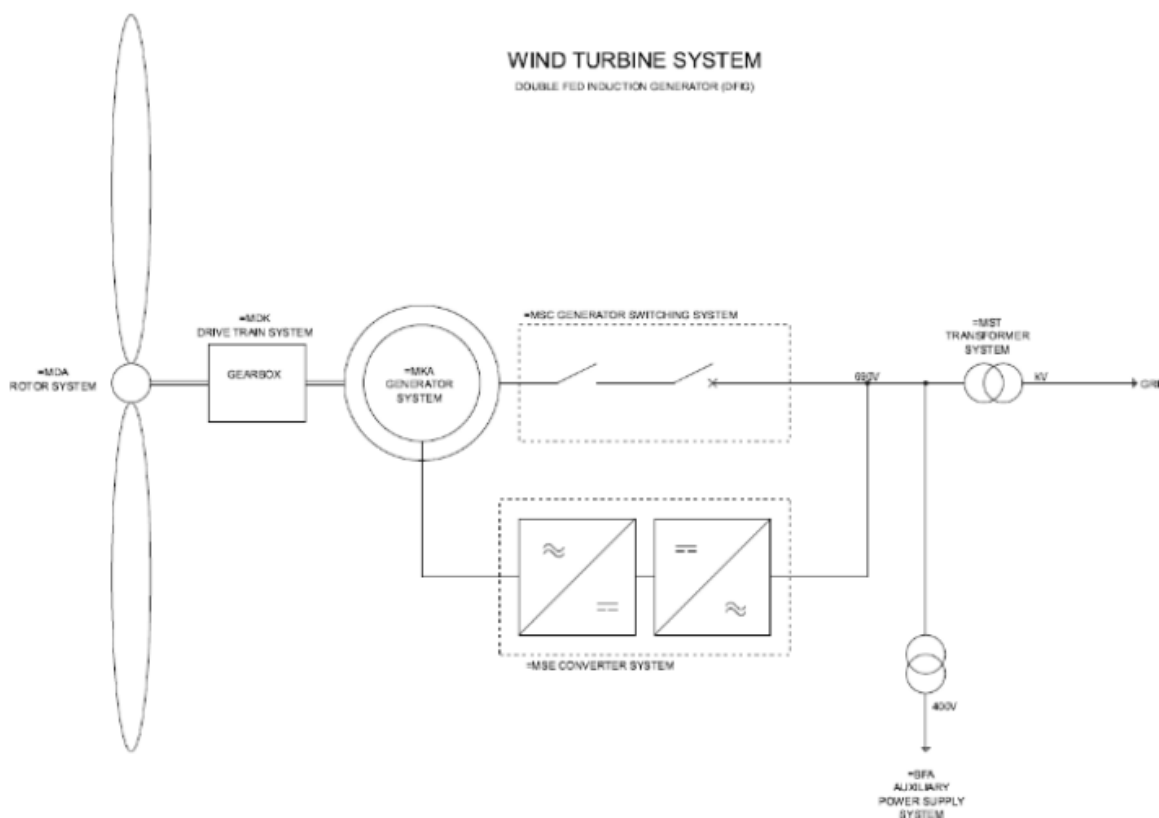 WIND TURBINE SYSTEM
DOUBLE FED INDUCTION GENERATOR (DFIG)
=MDA
ROTOR SYSTEM
=MDK
DRIVE TRAIN SYSTEM
GEARBOX
=MKA
GENERATOR
SYSTEM
=MSC GENERATOR SWITCHING SYSTEM
690V
=MST
TRANSFORMER
SYSTEM
kV
GRI
=MSE CONVERTER SYSTEM
400V
=BFA
AUXILIARY
POWER SUPPLY
SYSTEM